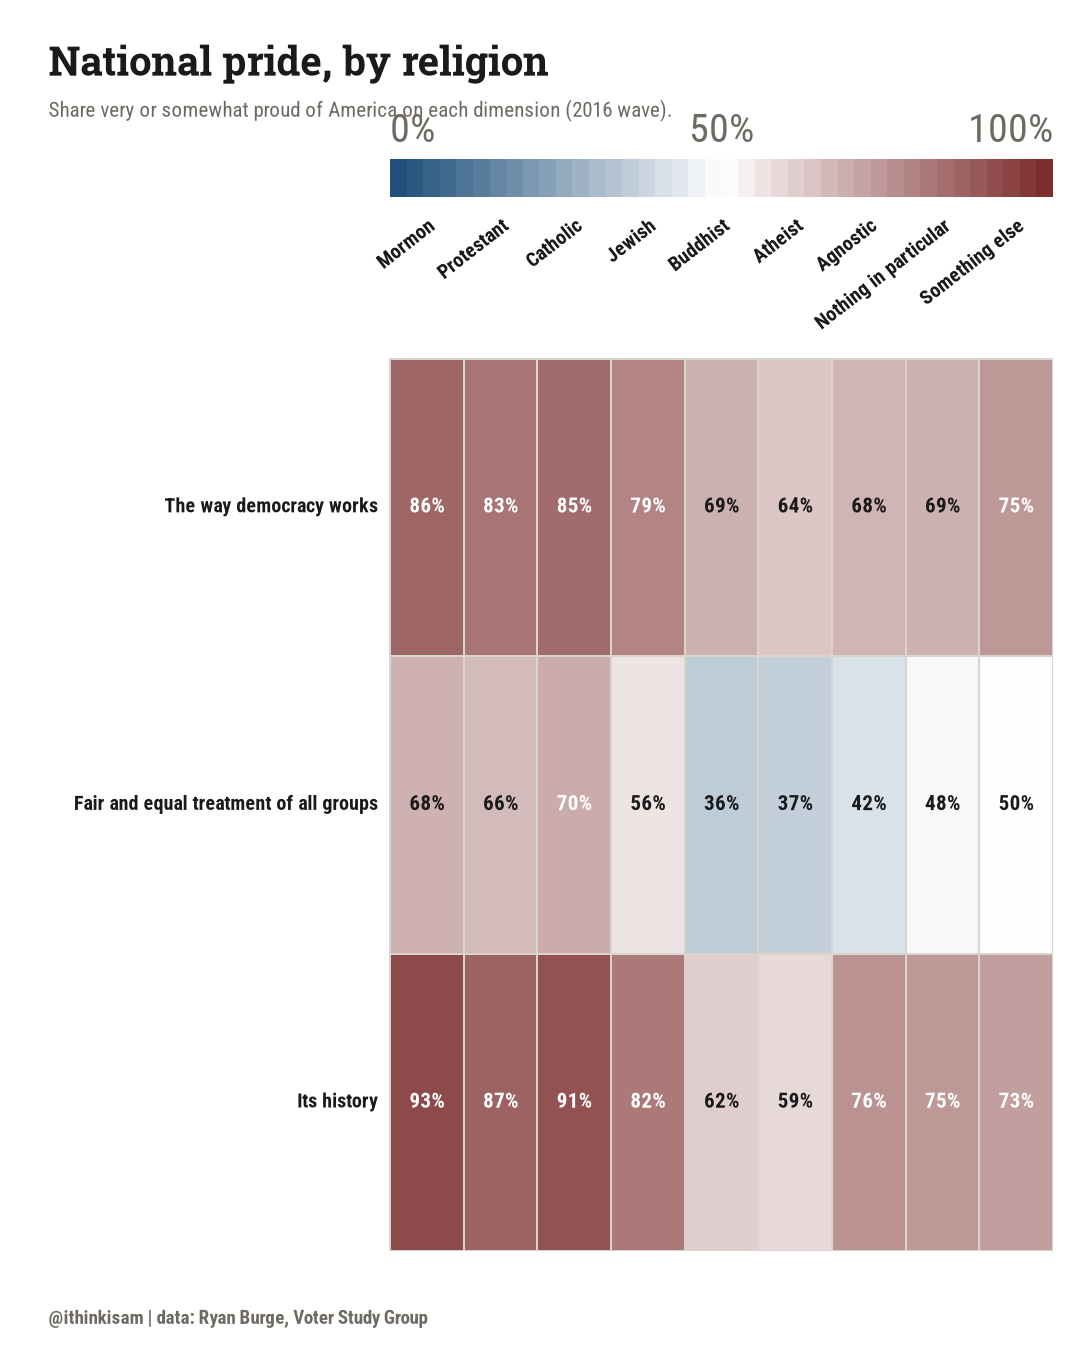 National pride, by religion
Share very or somewhat proud of America on each dimension (2016 wave).
0% 50% 100%
Mormon Protestant Catholic Jewish Buddhist Atheist Agnostic Nothing in particular Something else
The way democracy works 86% 83% 85% 79% 69% 64% 68% 69% 75%
Fair and equal treatment of all groups 68% 66% 70% 56% 36% 37% 42% 48% 50%
Its history 93% 87% 91% 82% 62% 59% 76% 75% 73%
@ithinkisam | data: Ryan Burge, Voter Study Group